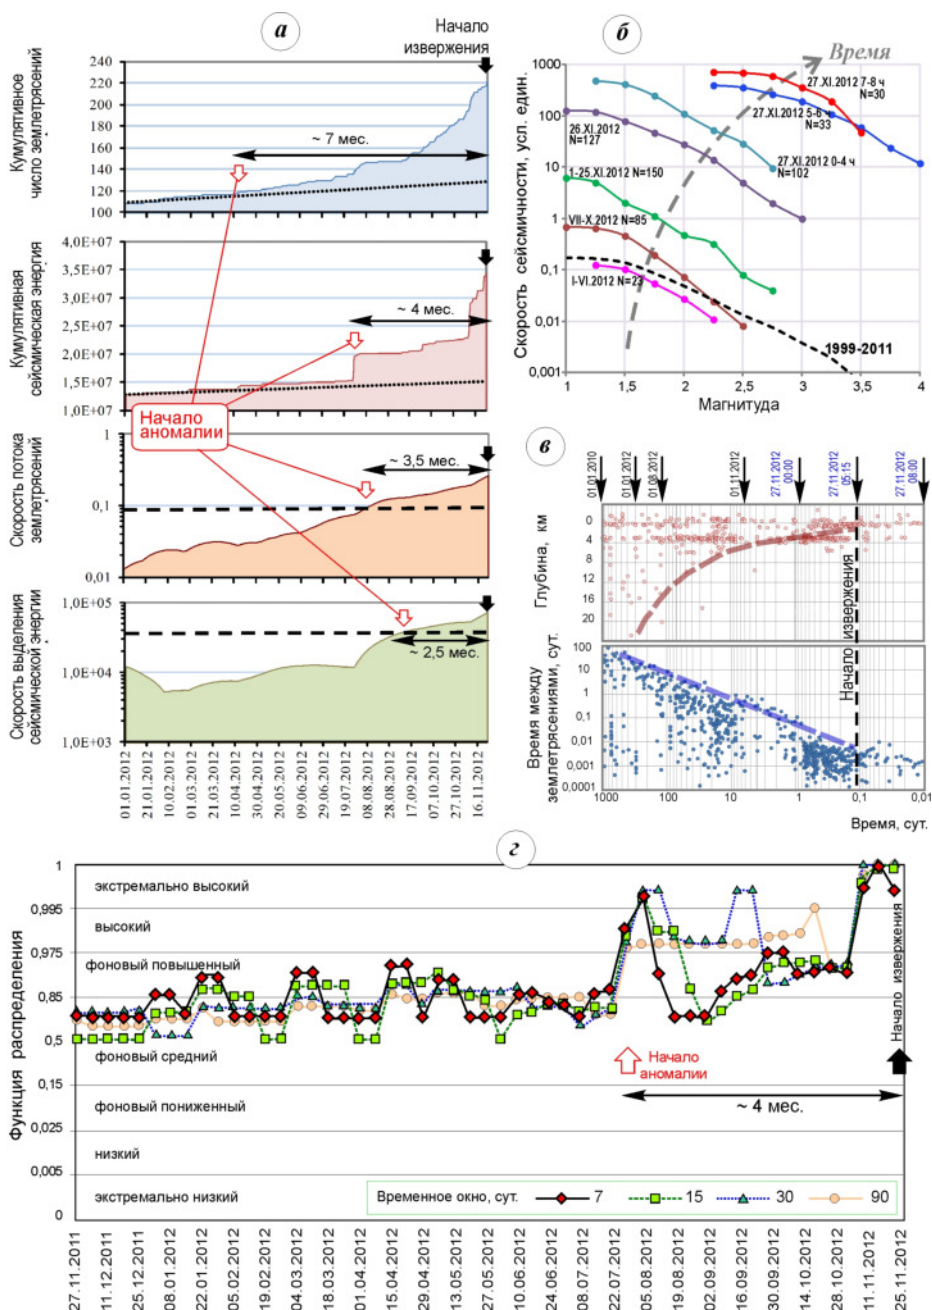 а
Начало
извержения
Кумулятивное
число землетрясений
240
220
200
180
160
140
120
100
~ 7 мес.
Кумулятивная
сейсмическая энергия
4,0E+07
3,5E+07
3,0E+07
2,5E+07
2,0E+07
1,5E+07
1,0E+07
~ 4 мес.
Начало
аномалии
Скорость потока
землетрясений
1
0,1
0,01
~ 3,5 мес.
Скорость выделения
сейсмической энергии
1,0E+05
1,0E+04
1,0E+03
~ 2,5 мес.
01.01.2012
21.01.2012
10.02.2012
01.03.2012
21.03.2012
10.04.2012
30.04.2012
20.05.2012
09.06.2012
29.06.2012
19.07.2012
08.08.2012
28.08.2012
17.09.2012
07.10.2012
27.10.2012
16.11.2012
б
Время
Скорость сейсмичности, усл. един.
1000
100
10
1
0,1
0,01
0,001
27.XI.2012 7-8 ч
N=30
27.XI.2012 5-6 ч
N=33
26.XI.2012
N=127
27.XI.2012 0-4 ч
N=102
1-25.XI.2012 N=150
VII-X.2012 N=85
I-VI.2012 N=23
1999-2011
1 1,5 2 2,5 3 3,5 4
Магнитуда
в
01.01.2010
01.01.2012
01.08.2012
01.11.2012
27.11.2012
00:00
27.11.2012
05:15
27.11.2012
08:00
Глубина, км
0
4
8
12
16
20
Начало извержения
Время между
землетрясениями, сут.
100
10
1
0,1
0,01
0,001
0,0001
1000 100 10 1 0,1 0,01
Время, сут.
г
Функция распределения
1
экстремально высокий
0,995
высокий
0,975
фоновый повышенный
0,85
0,5
фоновый средний
0,15
фоновый пониженный
0,025
низкий
0,005
экстремально низкий
0
Начало
аномалии
~ 4 мес.
Начало извержения
Временное окно, сут. 7 15 30 90
27.11.2011
11.12.2011
25.12.2011
08.01.2012
22.01.2012
05.02.2012
19.02.2012
04.03.2012
18.03.2012
01.04.2012
15.04.2012
29.04.2012
13.05.2012
27.05.2012
10.06.2012
24.06.2012
08.07.2012
22.07.2012
05.08.2012
19.08.2012
02.09.2012
16.09.2012
30.09.2012
14.10.2012
28.10.2012
11.11.2012
25.11.2012